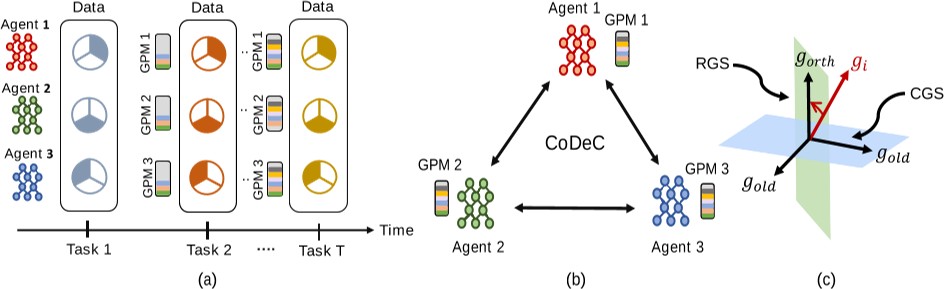 Data
Data
Data
Agent 1
GPM 1
GPM 1
Agent 2
GPM 2
GPM 2
Agent 3
GPM 3
GPM 3
Time
Task 1
Task 2
....
Task T
(a)
Agent 1
GPM 1
CoDeC
GPM 2
GPM 3
Agent 2
Agent 3
(b)
RGS
g_orth
g_i
CGS
g_old
g_old
(c)